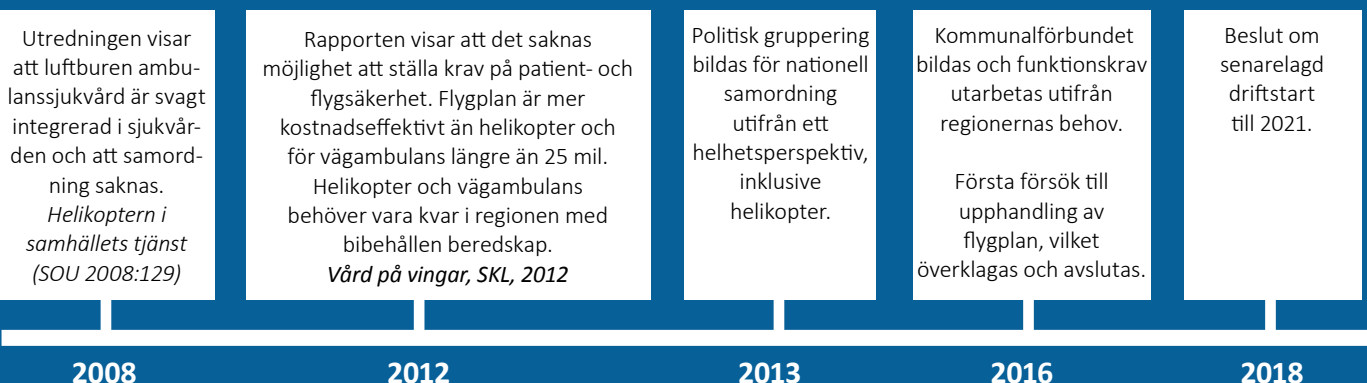 Utredningen visar
att luftburen ambu-
lanssjukvård är svagt
integrerad i sjukvår-
den och att samord-
ning saknas.
Helikoptern i
samhällets tjänst
(SOU 2008:129)
Rapporten visar att det saknas
möjlighet att ställa krav på patient- och
flygsäkerhet. Flygplan är mer
kostnadseffektivt än helikopter och
för vägambulans längre än 25 mil.
Helikopter och vägambulans
behöver vara kvar i regionen med
bibehållen beredskap.
Vård på vingar, SKL, 2012
Politisk gruppering
bildas för nationell
samordning
utifrån ett
helhetsperspektiv,
inklusive
helikopter.
Kommunalförbundet
bildas och funktionskrav
utarbetas utifrån
regionernas behov.
Första försök till
upphandling av
flygplan, vilket
överklagas och avslutas.
Beslut om
senarelagd
driftstart
till 2021.
2008
2012
2013
2016
2018